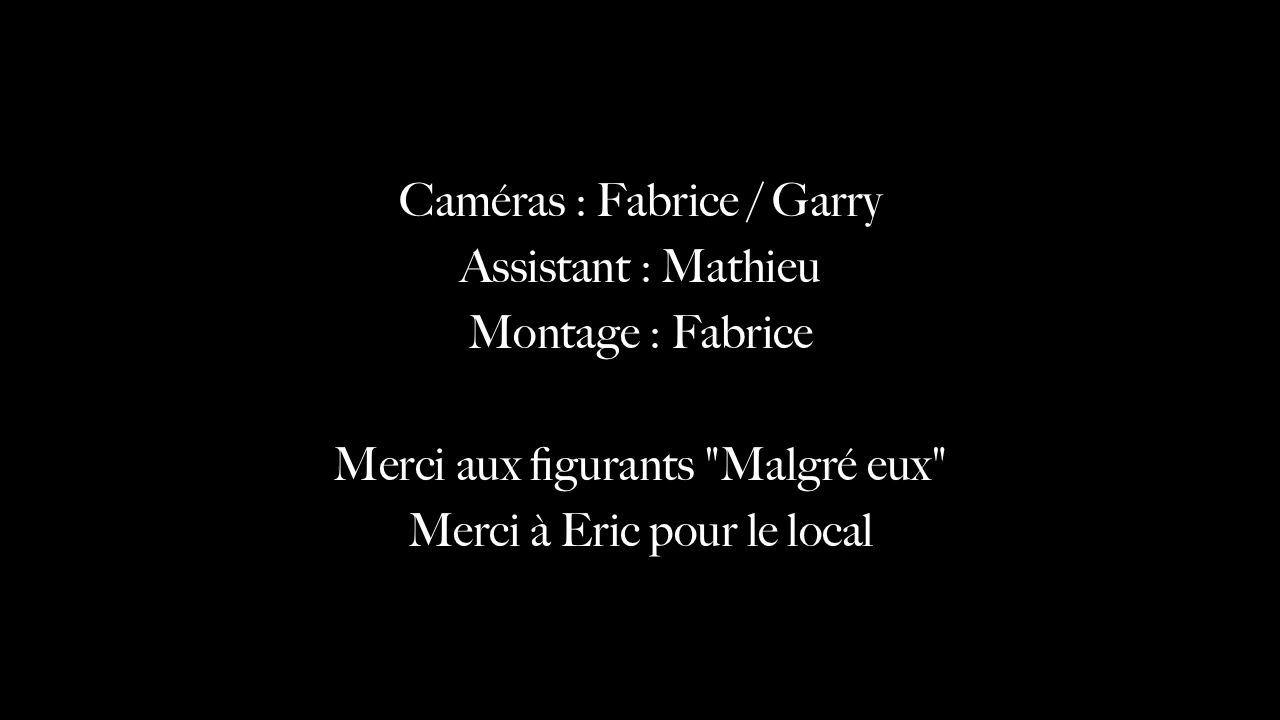 Caméras : Fabrice / Garry
Assistant : Mathieu
Montage : Fabrice
Merci aux figurants "Malgré eux"
Merci à Eric pour le local